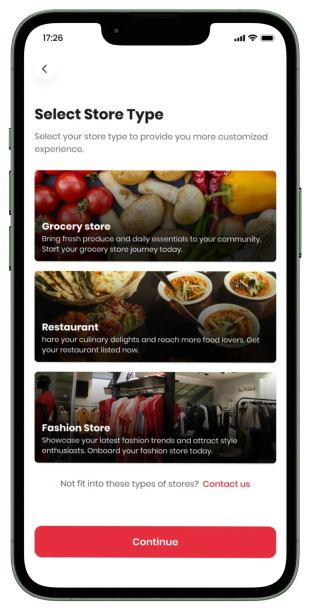 17:26
Select Store Type
Select your store type to provide you more customized
experience.
Grocery store
Bring fresh produce and daily essentials to your community.
Start your grocery store journey today.
Restaurant
hare your culinary delights and reach more food lovers. Get
your restaurant listed now.
Fashion Store
Showcase your latest fashion trends and attract style
enthusiasts. Onboard your fashion store today.
Not fit into these types of stores? Contact us
Continue